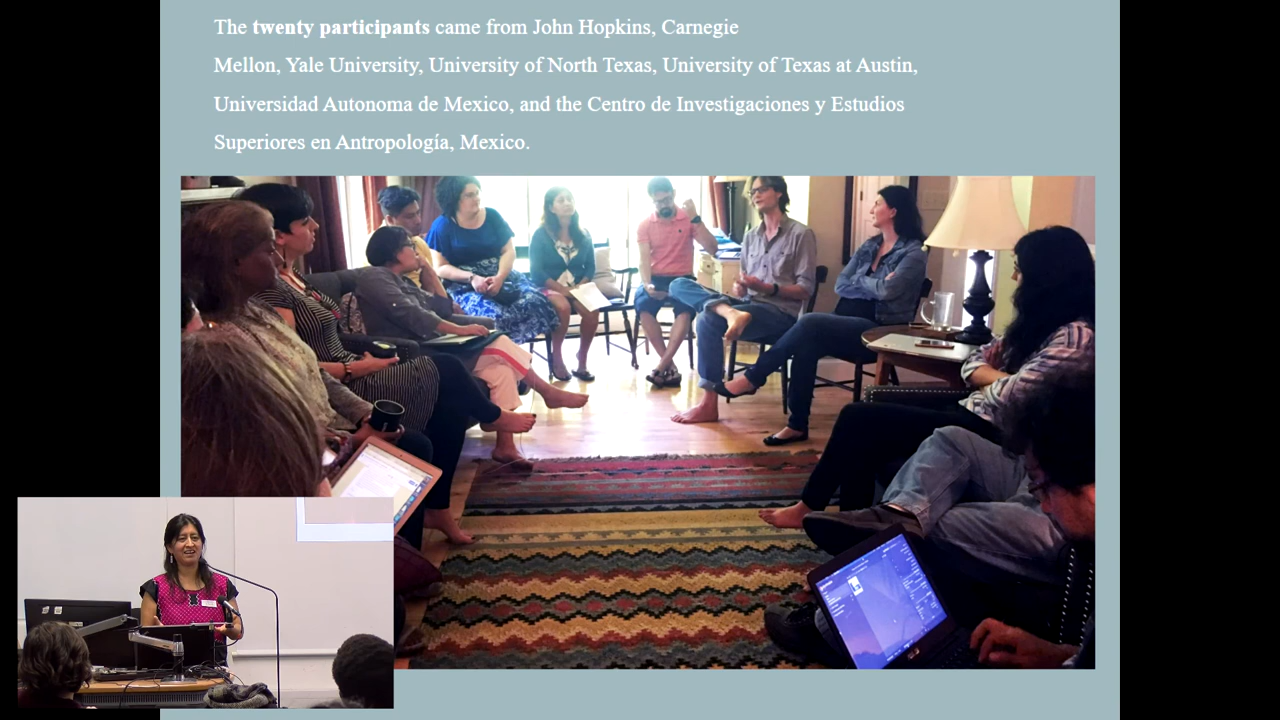 The twenty participants came from John Hopkins, Carnegie
Mellon, Yale University, University of North Texas, University of Texas at Austin,
Universidad Autonoma de Mexico, and the Centro de Investigaciones y Estudios
Superiores en Antropología, Mexico.